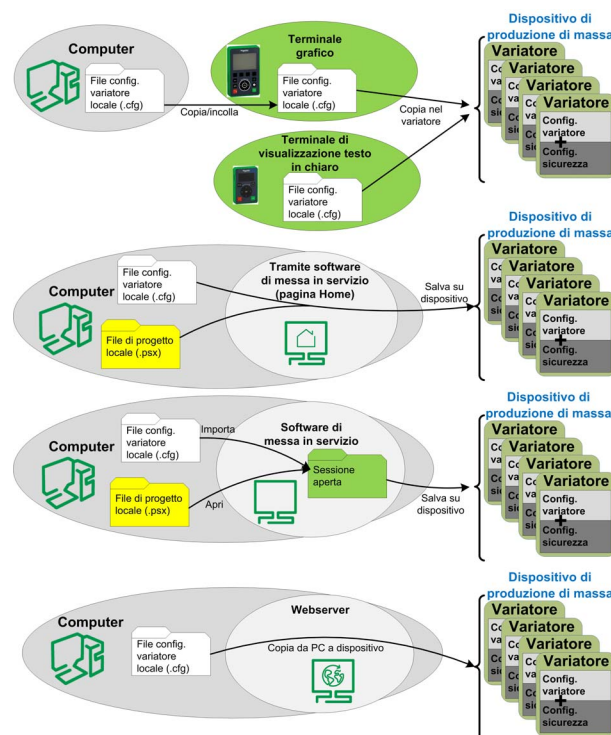 Computer
File config.
variatore
locale (.cfg)
Copia/incolla
Terminale
grafico
File config.
variatore
locale (.cfg)
Copia nel
variatore
Terminale di
visualizzazione testo
in chiaro
File config.
variatore
locale (.cfg)
Dispositivo di
produzione di massa
Variatore
Variatore
Variatore
Variatore
Config.
variatore
+
Config.
sicurezza
Computer
File config.
variatore
locale (.cfg)
File di progetto
locale (.psx)
Tramite software
di messa in servizio
(pagina Home)
Salva su
dispositivo
Dispositivo di
produzione di massa
Variatore
Variatore
Variatore
Variatore
Config.
variatore
+
Config.
sicurezza
Computer
File config.
variatore
locale (.cfg)
Importa
File di progetto
locale (.psx)
Apri
Software di
messa in servizio
Sessione
aperta
Salva su
dispositivo
Dispositivo di
produzione di massa
Variatore
Variatore
Variatore
Variatore
Config.
variatore
+
Config.
sicurezza
Computer
File config.
variatore
locale (.cfg)
Webserver
Copia da PC a dispositivo
Dispositivo di
produzione di massa
Variatore
Variatore
Variatore
Variatore
Config.
variatore
+
Config.
sicurezza